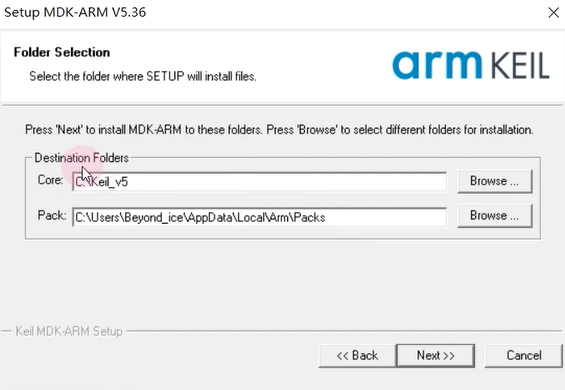 Setup MDK-ARM V5.36
Folder Selection
Select the folder where SETUP will install files.
arm KEIL
Press 'Next' to install MDK-ARM to these folders. Press 'Browse' to select different folders for installation.
Destination Folders
Core: C:\Keil_v5 Browse ...
Pack: C:\Users\Beyond_ice\AppData\Local\Arm\Packs Browse ...
Keil MDK-ARM Setup
<< Back Next >> Cancel